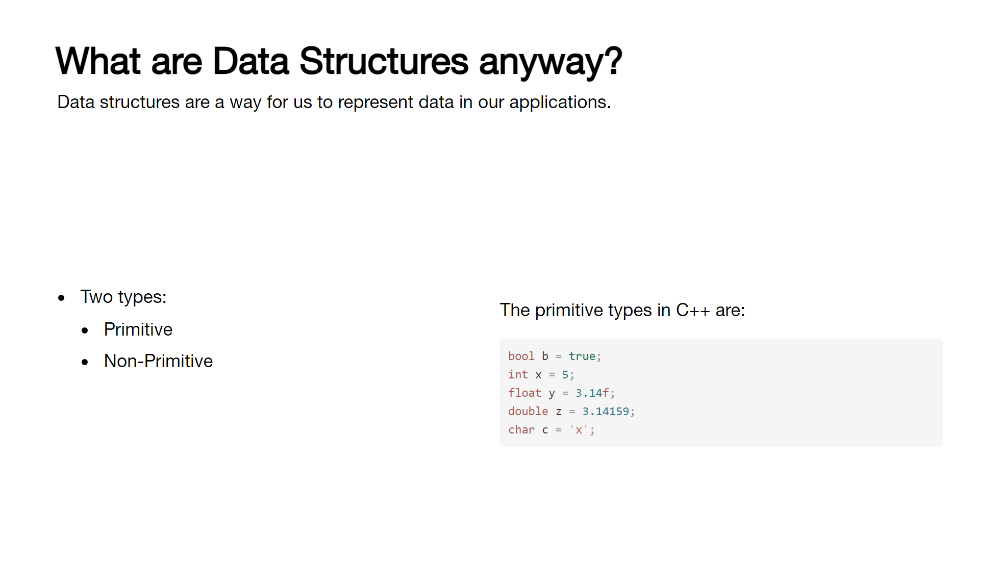 What are Data Structures anyway?
Data structures are a way for us to represent data in our applications.
• Two types:
• Primitive
• Non-Primitive
The primitive types in C++ are:
bool b = true;
int x = 5;
float y = 3.14f;
double z = 3.14159;
char c = 'x';